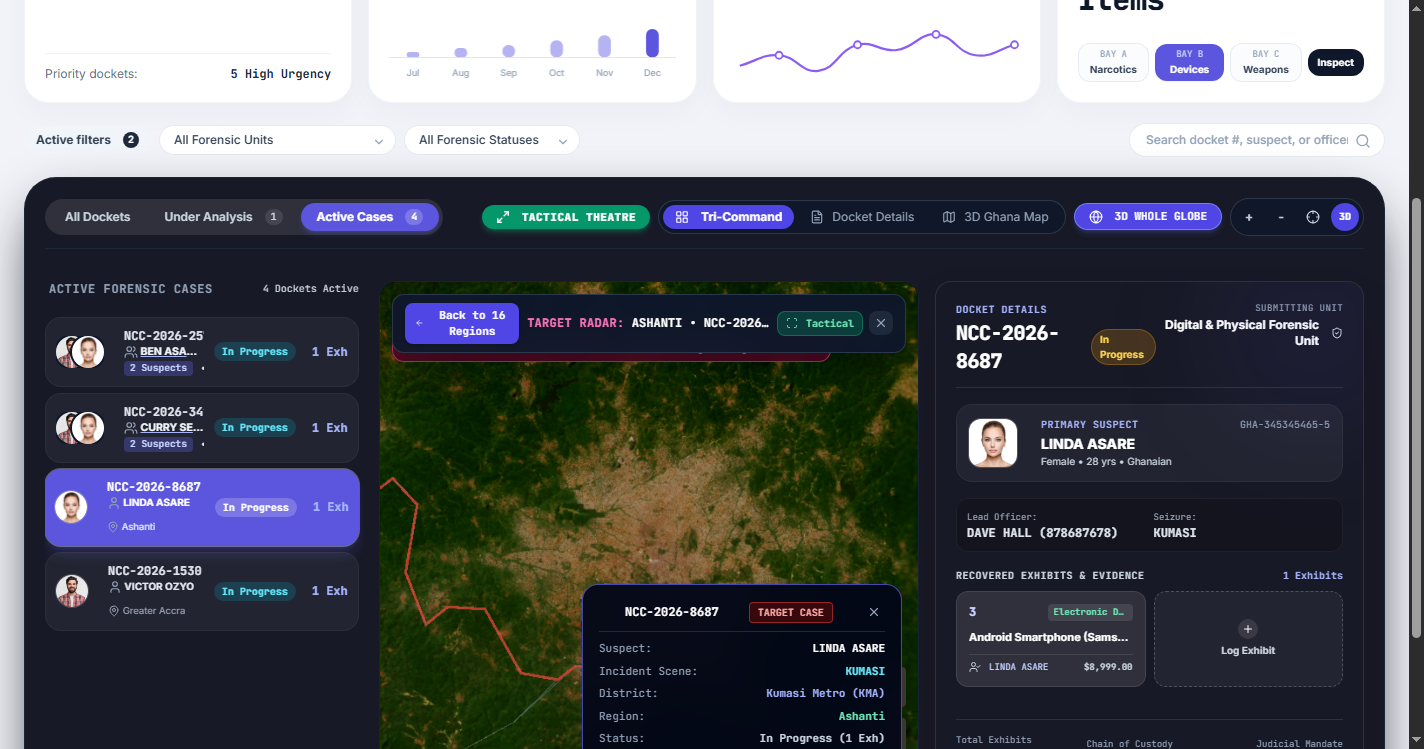 Items
Priority dockets:
5 High Urgency
Jul Aug Sep Oct Nov Dec
BAY A
Narcotics
BAY B
Devices
BAY C
Weapons
Inspect
Active filters 2
All Forensic Units
All Forensic Statuses
Search docket #, suspect, or office
All Dockets
Under Analysis 1
Active Cases 4
TACTICAL THEATRE
Tri-Command
Docket Details
3D Ghana Map
3D WHOLE GLOBE
+ -
3D
ACTIVE FORENSIC CASES
4 Dockets Active
NCC-2026-25
BEN ASA...
2 Suspects •
In Progress
1 Exh
NCC-2026-34
CURRY SE...
2 Suspects •
In Progress
1 Exh
NCC-2026-8687
LINDA ASARE
Ashanti
In Progress
1 Exh
NCC-2026-1530
VICTOR OZYO
Greater Accra
In Progress
1 Exh
← Back to 16
Regions
TARGET RADAR: ASHANTI • NCC-2026…
Tactical
NCC-2026-8687
TARGET CASE
Suspect: LINDA ASARE
Incident Scene: KUMASI
District: Kumasi Metro (KMA)
Region: Ashanti
Status: In Progress (1 Exh)
DOCKET DETAILS
NCC-2026-
8687
In
Progress
SUBMITTING UNIT
Digital & Physical Forensic
Unit
PRIMARY SUSPECT
GHA-345345465-5
LINDA ASARE
Female • 28 yrs • Ghanaian
Lead Officer:
DAVE HALL (878687678)
Seizure:
KUMASI
RECOVERED EXHIBITS & EVIDENCE
1 Exhibits
3
Electronic D…
Android Smartphone (Sams...
LINDA ASARE
$8,999.00
+
Log Exhibit
Total Exhibits
Chain of Custody
Judicial Mandate